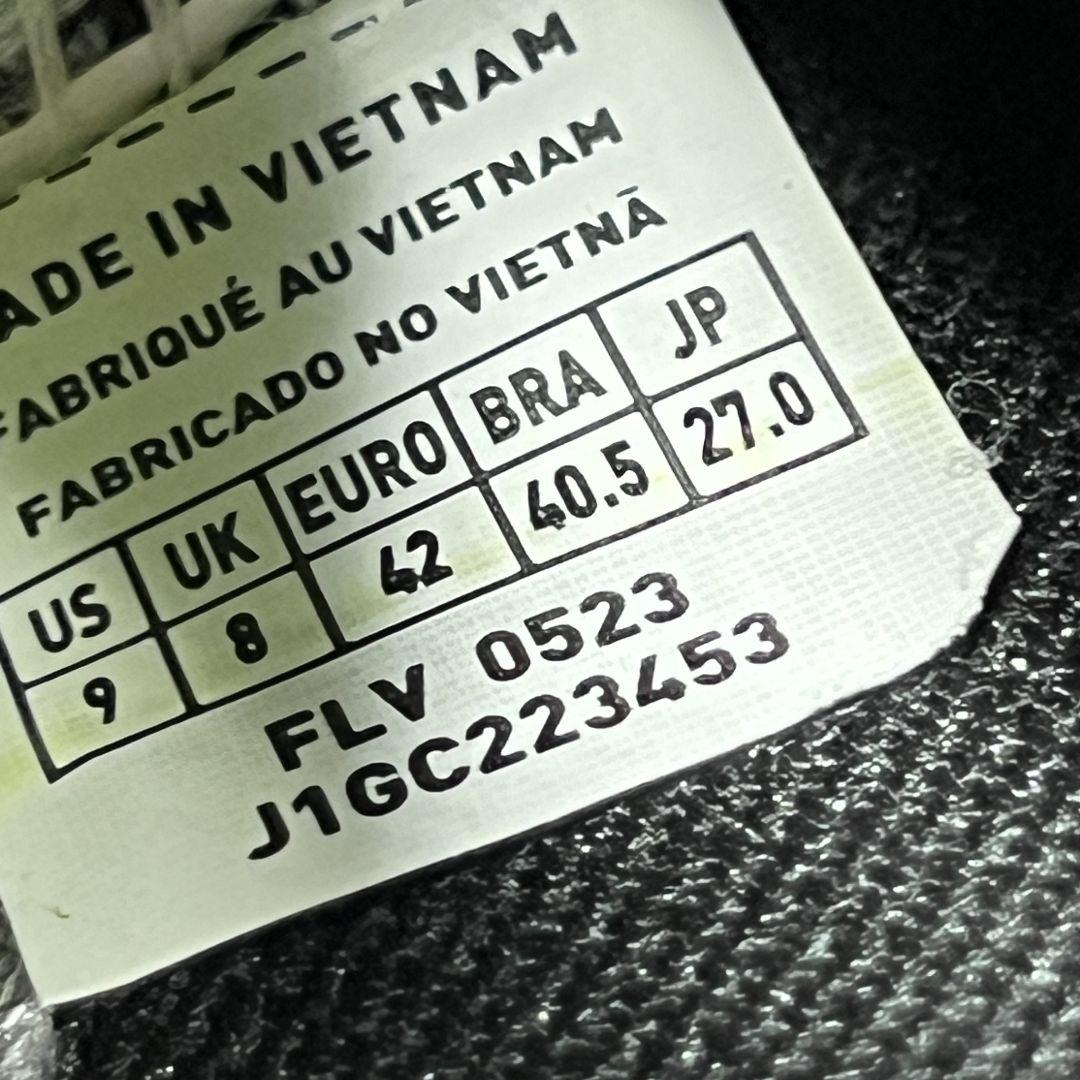 ADE IN VIETNAM
FABRIQUÉ AU VIETNAM
FABRICADO NO VIETNÃ
US UK EURO BRA JP
9 8 42 40.5 27.0
FLV 0523
J1GC223453